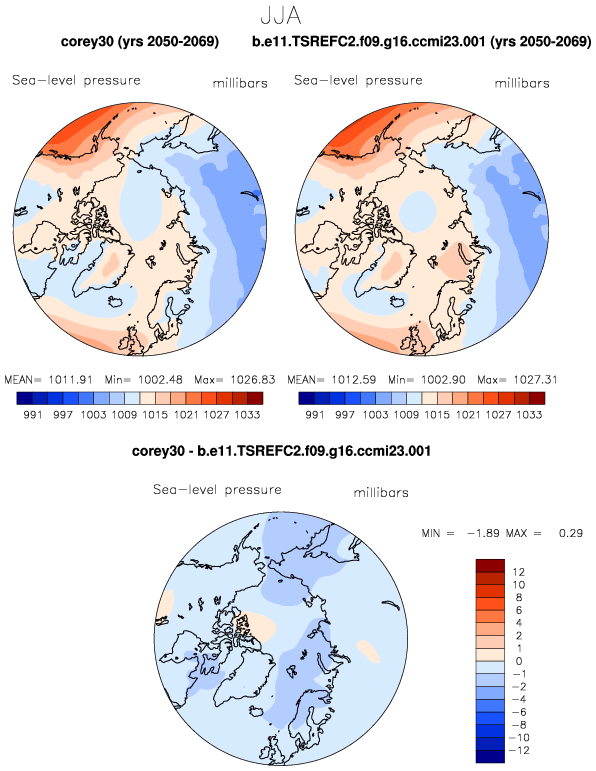 JJA
corey30 (yrs 2050-2069) b.e11.TSREFC2.f09.g16.ccmi23.001 (yrs 2050-2069)
Sea-level pressure millibars Sea-level pressure millibars
MEAN= 1011.91 Min= 1002.48 Max= 1026.83 MEAN= 1012.59 Min= 1002.90 Max= 1027.31
991 997 1003 1009 1015 1021 1027 1033 991 997 1003 1009 1015 1021 1027 1033
corey30 - b.e11.TSREFC2.f09.g16.ccmi23.001
Sea-level pressure millibars
MIN = -1.89 MAX = 0.29
12
10
8
6
4
2
1
0
-1
-2
-4
-6
-8
-10
-12